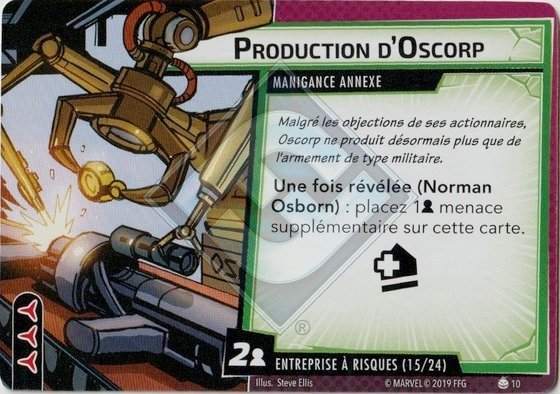 PRODUCTION D'OSCORP
MANIGANCE ANNEXE
Malgré les objections de ses actionnaires,
Oscorp ne produit désormais plus que de
l'armement de type militaire.
Une fois révélée (Norman
Osborn) : placez 1 menace
supplémentaire sur cette carte.
2
ENTREPRISE À RISQUES (15/24)
Illus. Steve Ellis
© MARVEL © 2019 FFG
10
OS
®